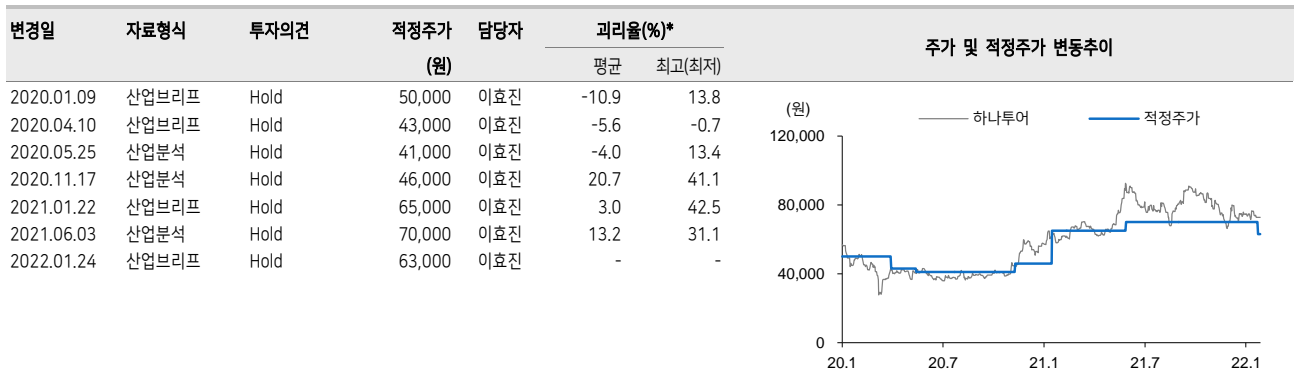 변경일 자료형식 투자의견 적정주가 담당자 괴리율(%)* 주가 및 적정주가 변동추이
(원) 평균 최고(최저)
2020.01.09 산업브리프 Hold 50,000 이효진 -10.9 13.8
2020.04.10 산업브리프 Hold 43,000 이효진 -5.6 -0.7
2020.05.25 산업분석 Hold 41,000 이효진 -4.0 13.4
2020.11.17 산업분석 Hold 46,000 이효진 20.7 41.1
2021.01.22 산업브리프 Hold 65,000 이효진 3.0 42.5
2021.06.03 산업분석 Hold 70,000 이효진 13.2 31.1
2022.01.24 산업브리프 Hold 63,000 이효진 - -
(원) 하나투어 적정주가
120,000
80,000
40,000
0
20.1 20.7 21.1 21.7 22.1